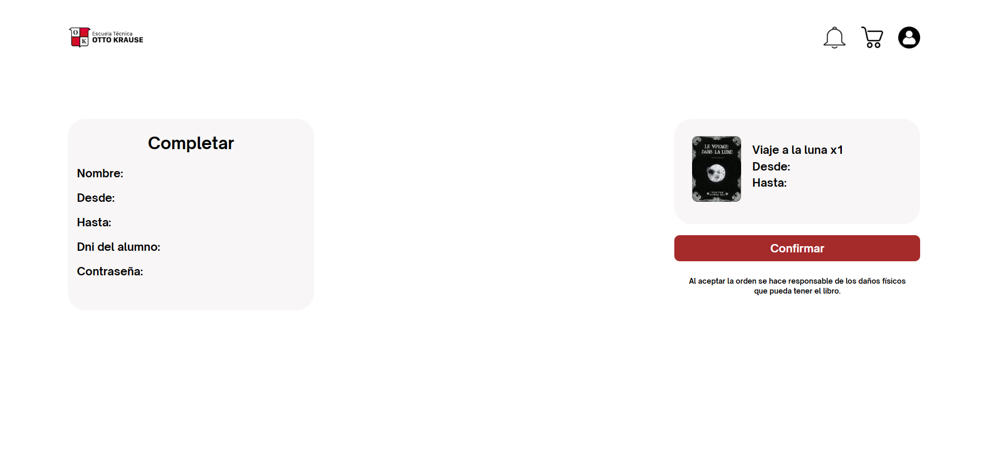 O
K
Escuela Técnica
OTTO KRAUSE
Completar
Nombre:
Desde:
Hasta:
Dni del alumno:
Contraseña:
LE VOYAGE
DANS LA LUNE
"STAR FILM"
Viaje a la luna x1
Desde:
Hasta:
Confirmar
Al aceptar la orden se hace responsable de los daños físicos
que pueda tener el libro.